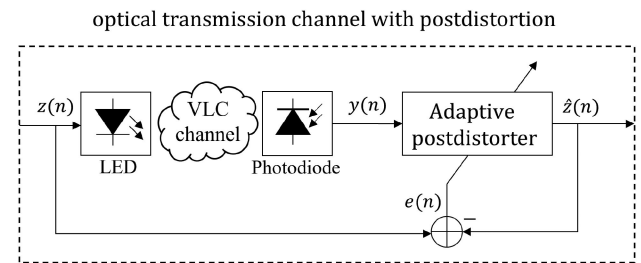 optical transmission channel with postdistortion
z(n)
VLC
channel
y(n)
Adaptive
postdistorter
ẑ(n)
LED
Photodiode
e(n)
−